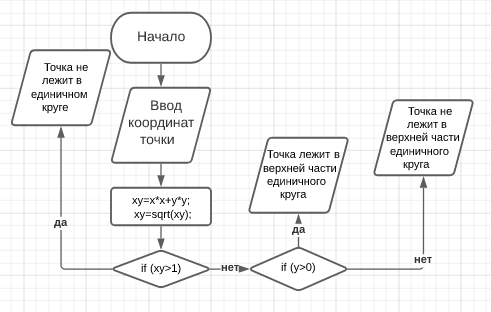 Начало
Точка не
лежит в
единичном
круге
Ввод
координат
точки
Точка не
лежит в
верхней части
единичного
круга
Точка лежит в
верхней части
единичного
круга
xy=x*x+y*y;
xy=sqrt(xy);
да
да
if (xy>1)
нет
if (y>0)
нет